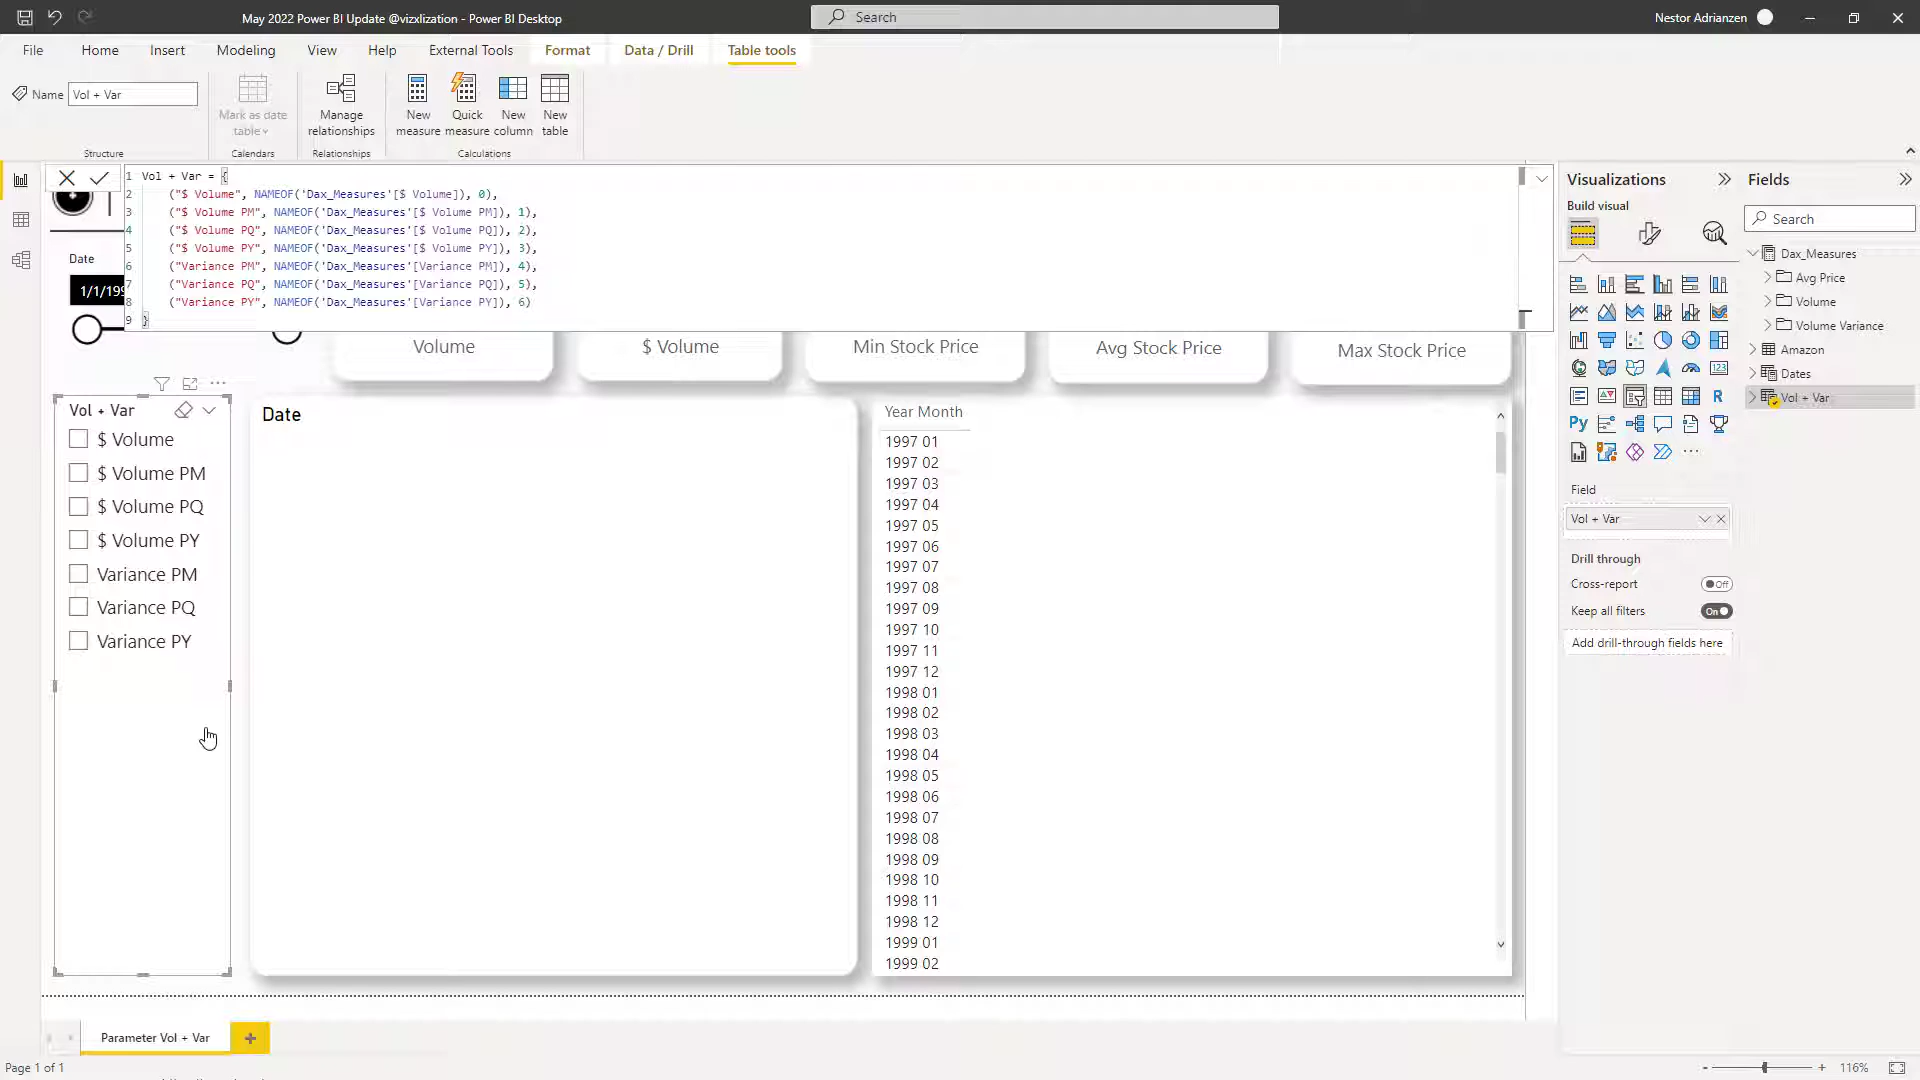 May 2022 Power BI Update @vizxlization - Power BI Desktop
Search
Nestor Adrianzen
File
Home
Insert
Modeling
View
Help
External Tools
Format
Data / Drill
Table tools
Name
Vol + Var
Mark as date
table
Manage
relationships
New
measure
Quick
measure
New
column
New
table
Structure
Calendars
Relationships
Calculations
1 Vol + Var = {
2 ("$ Volume", NAMEOF('Dax_Measures'[$ Volume]), 0),
3 ("$ Volume PM", NAMEOF('Dax_Measures'[$ Volume PM]), 1),
4 ("$ Volume PQ", NAMEOF('Dax_Measures'[$ Volume PQ]), 2),
5 ("$ Volume PY", NAMEOF('Dax_Measures'[$ Volume PY]), 3),
6 ("Variance PM", NAMEOF('Dax_Measures'[Variance PM]), 4),
7 ("Variance PQ", NAMEOF('Dax_Measures'[Variance PQ]), 5),
8 ("Variance PY", NAMEOF('Dax_Measures'[Variance PY]), 6)
9 }
Date
1/1/199
Volume
$ Volume
Min Stock Price
Avg Stock Price
Max Stock Price
Vol + Var
$ Volume
$ Volume PM
$ Volume PQ
$ Volume PY
Variance PM
Variance PQ
Variance PY
Date
Year Month
1997 01
1997 02
1997 03
1997 04
1997 05
1997 06
1997 07
1997 08
1997 09
1997 10
1997 11
1997 12
1998 01
1998 02
1998 03
1998 04
1998 05
1998 06
1998 07
1998 08
1998 09
1998 10
1998 11
1998 12
1999 01
1999 02
Visualizations
Build visual
R
Py
123
Field
Vol + Var
Drill through
Cross-report
Off
Keep all filters
On
Add drill-through fields here
Fields
Search
Dax_Measures
Avg Price
Volume
Volume Variance
Amazon
Dates
Vol + Var
Parameter Vol + Var
Page 1 of 1
116%